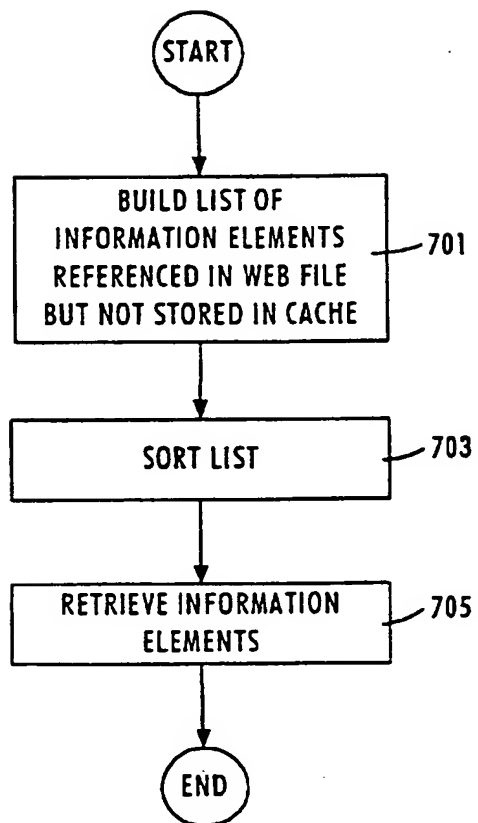 START
BUILD LIST OF
INFORMATION ELEMENTS
REFERENCED IN WEB FILE
BUT NOT STORED IN CACHE
701
SORT LIST
703
RETRIEVE INFORMATION
ELEMENTS
705
END